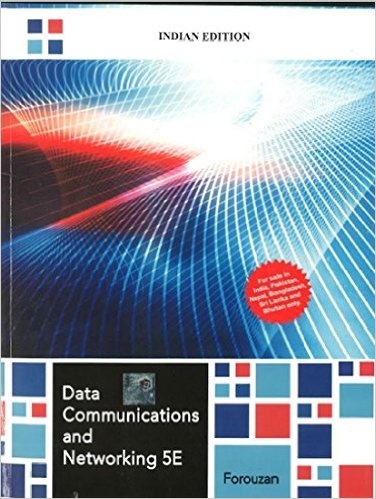 INDIAN EDITION
For sale in
India, Pakistan,
Nepal, Bangladesh,
Sri Lanka and
Bhutan only.
Data
Communications
and
Networking 5E
Forouzan